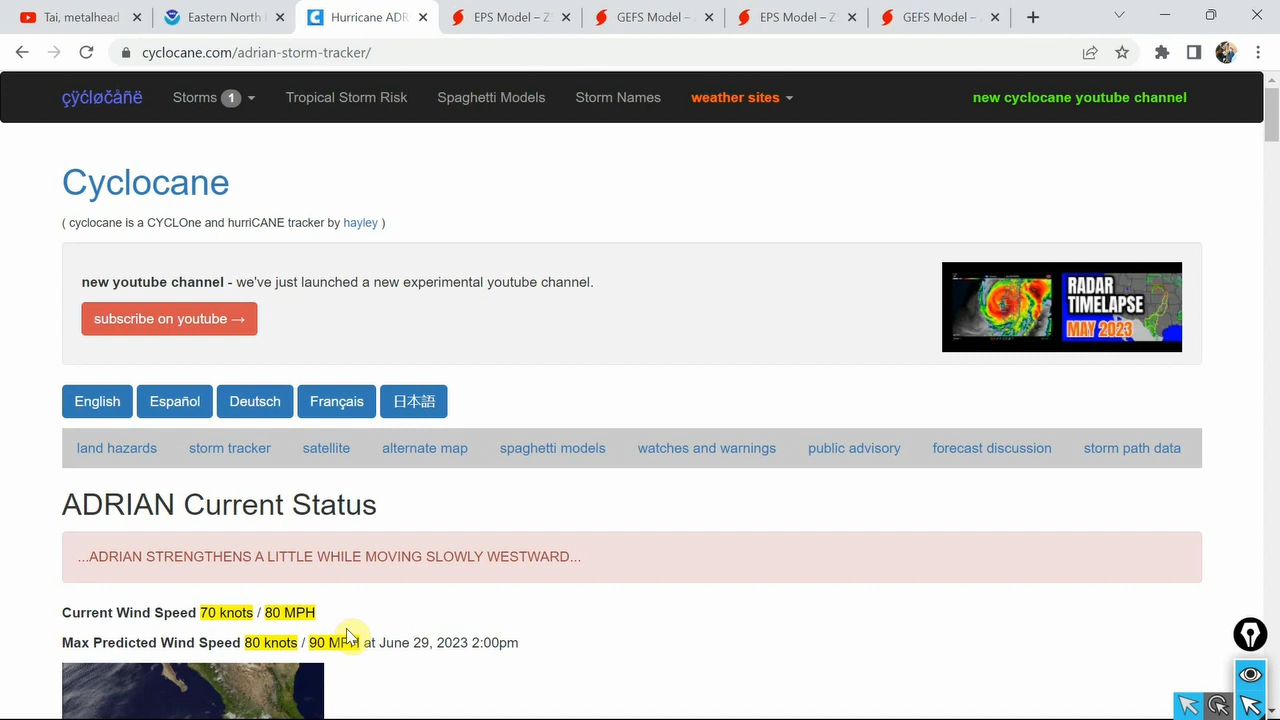 Tai, metalhead
Eastern North
Hurricane ADR
EPS Model – Z
GEFS Model –
EPS Model – Z
GEFS Model –
cyclocane.com/adrian-storm-tracker/
çÿćløčåñë Storms 1 Tropical Storm Risk Spaghetti Models Storm Names weather sites new cyclocane youtube channel
Cyclocane
( cyclocane is a CYCLOne and hurriCANE tracker by hayley )
new youtube channel - we've just launched a new experimental youtube channel.
subscribe on youtube →
RADAR
TIMELAPSE
MAY 2023
English Español Deutsch Français 日本語
land hazards storm tracker satellite alternate map spaghetti models watches and warnings public advisory forecast discussion storm path data
ADRIAN Current Status
...ADRIAN STRENGTHENS A LITTLE WHILE MOVING SLOWLY WESTWARD...
Current Wind Speed 70 knots / 80 MPH
Max Predicted Wind Speed 80 knots / 90 MPH at June 29, 2023 2:00pm